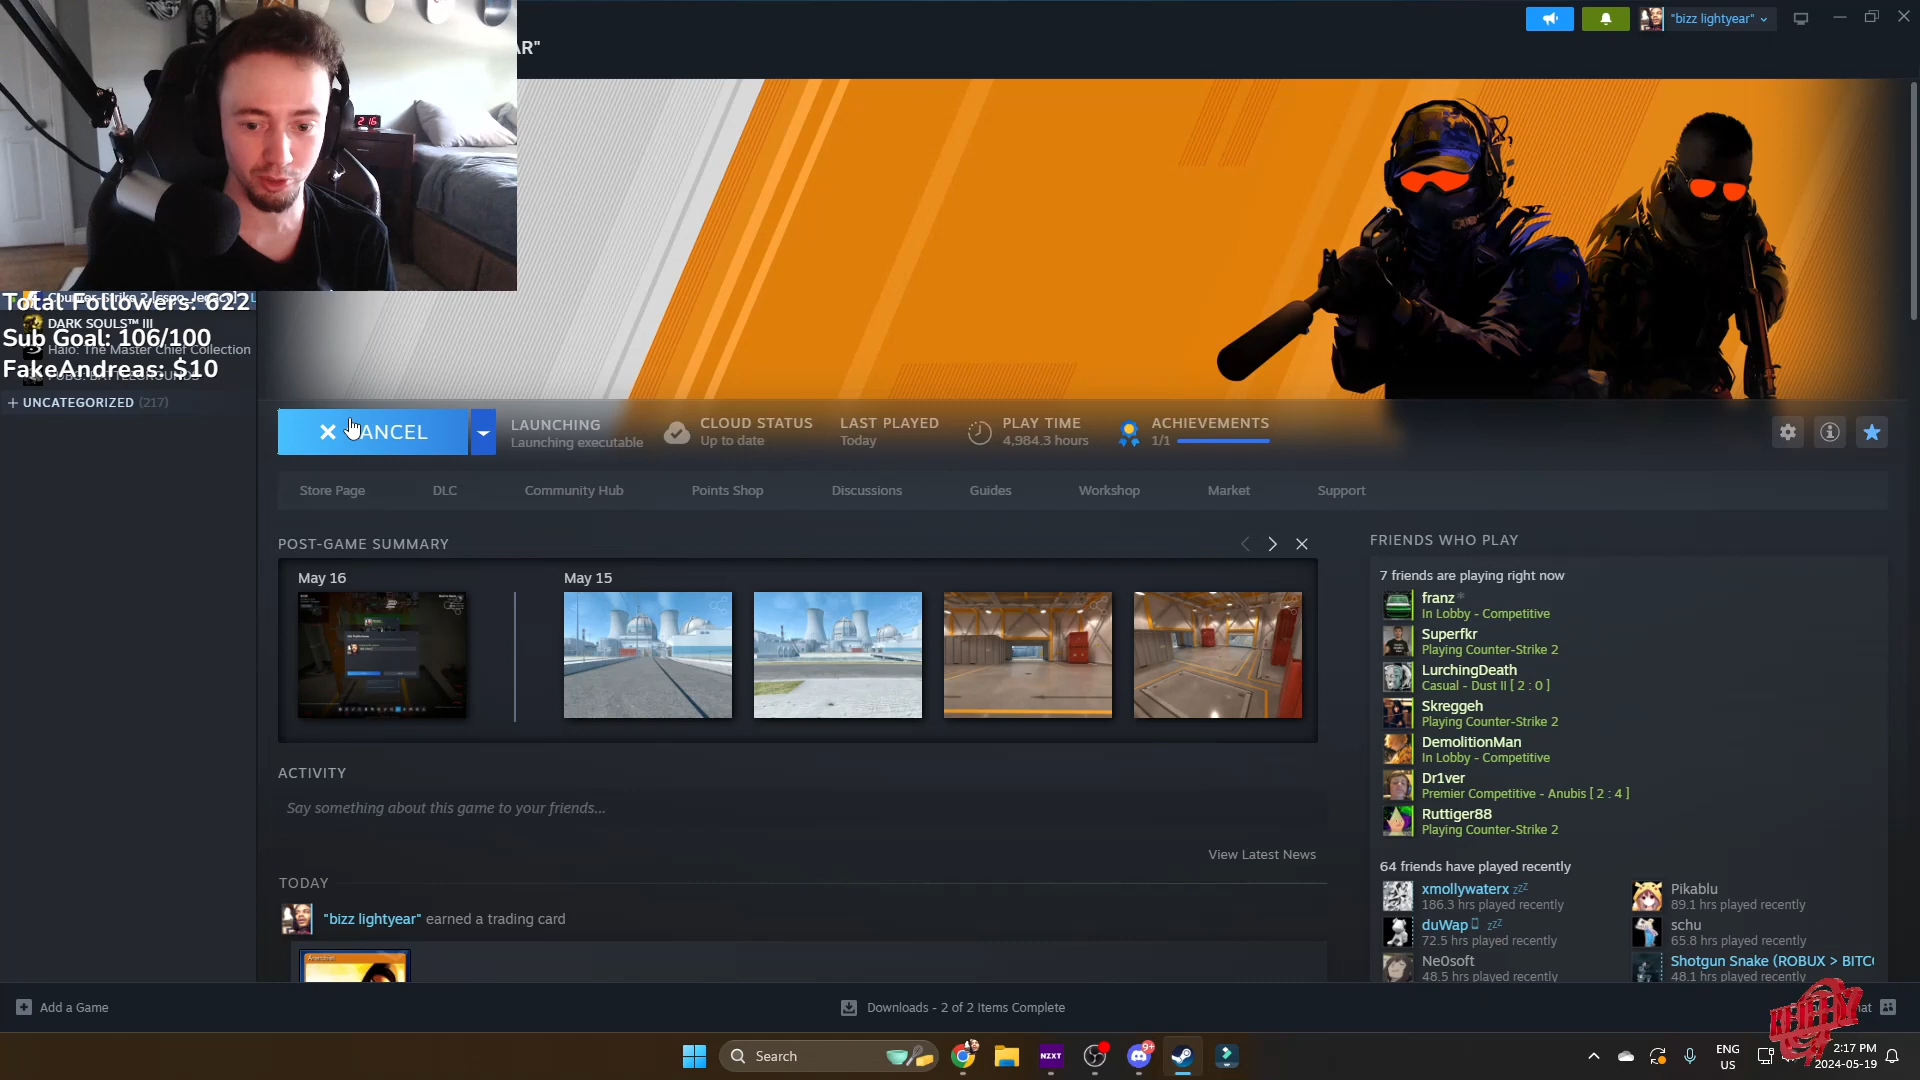 AR"
"bizz lightyear"
216
Total Followers: 622
DARK SOULS™ III
Sub Goal: 106/100
Halo: The Master Chief Collection
FakeAndreas: $10
+ UNCATEGORIZED (217)
ANCEL
LAUNCHING
Launching executable
CLOUD STATUS
Up to date
LAST PLAYED
Today
PLAY TIME
4,984.3 hours
ACHIEVEMENTS
1/1
Store Page
DLC
Community Hub
Points Shop
Discussions
Guides
Workshop
Market
Support
POST-GAME SUMMARY
May 16
May 15
FRIENDS WHO PLAY
7 friends are playing right now
franz*
In Lobby - Competitive
Superfkr
Playing Counter-Strike 2
LurchingDeath
Casual - Dust II [ 2 : 0 ]
Skreggeh
Playing Counter-Strike 2
DemolitionMan
In Lobby - Competitive
Dr1ver
Premier Competitive - Anubis [ 2 : 4 ]
Ruttiger88
Playing Counter-Strike 2
64 friends have played recently
xmollywaterx zzZ
186.3 hrs played recently
Pikablu
89.1 hrs played recently
duWap zzZ
72.5 hrs played recently
schu
65.8 hrs played recently
Ne0soft
48.5 hrs played recently
Shotgun Snake (ROBUX > BITC
48.1 hrs played recently
ACTIVITY
Say something about this game to your friends...
View Latest News
TODAY
"bizz lightyear" earned a trading card
Add a Game
Downloads - 2 of 2 Items Complete
Search
NZXT
9+
ENG
US
2:17 PM
2024-05-19